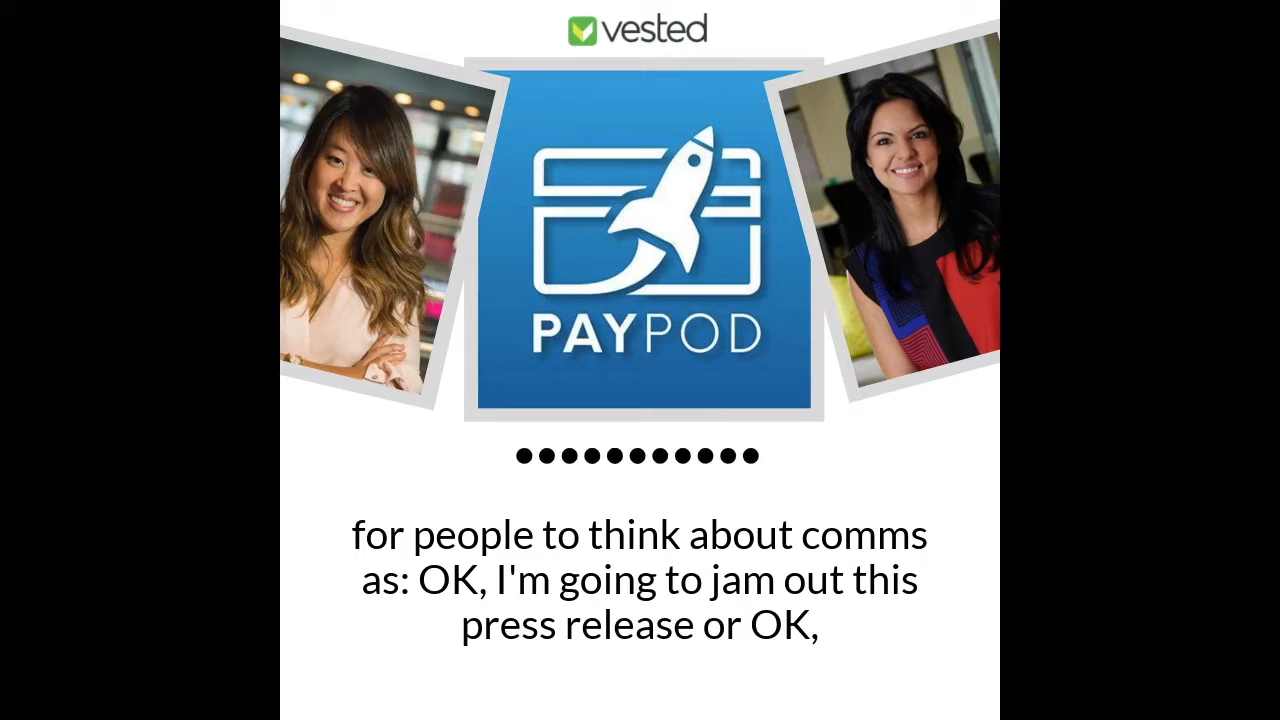 vested
PAYPOD
for people to think about comms
as: OK, I'm going to jam out this
press release or OK,